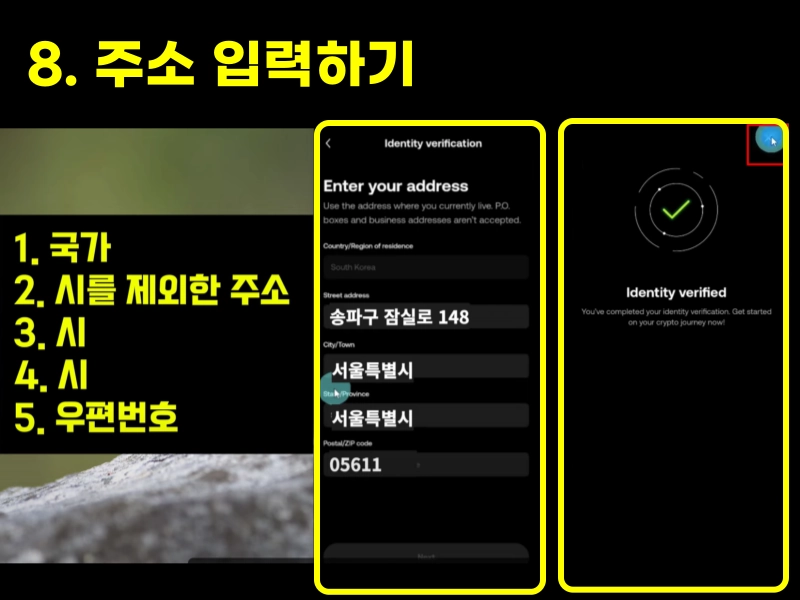 8. 주소 입력하기
1. 국가
2. 시를 제외한 주소
3. 시
4. 시
5. 우편번호
Identity verification
Enter your address
Use the address where you currently live. P.O.
boxes and business addresses aren't accepted.
Country/Region of residence
South Korea
Street address
송파구 잠실로 148
City/Town
서울특별시
State/Province
서울특별시
Postal/ZIP code
05611
Next
Identity verified
You've completed your identity verification. Get started
on your crypto journey now!